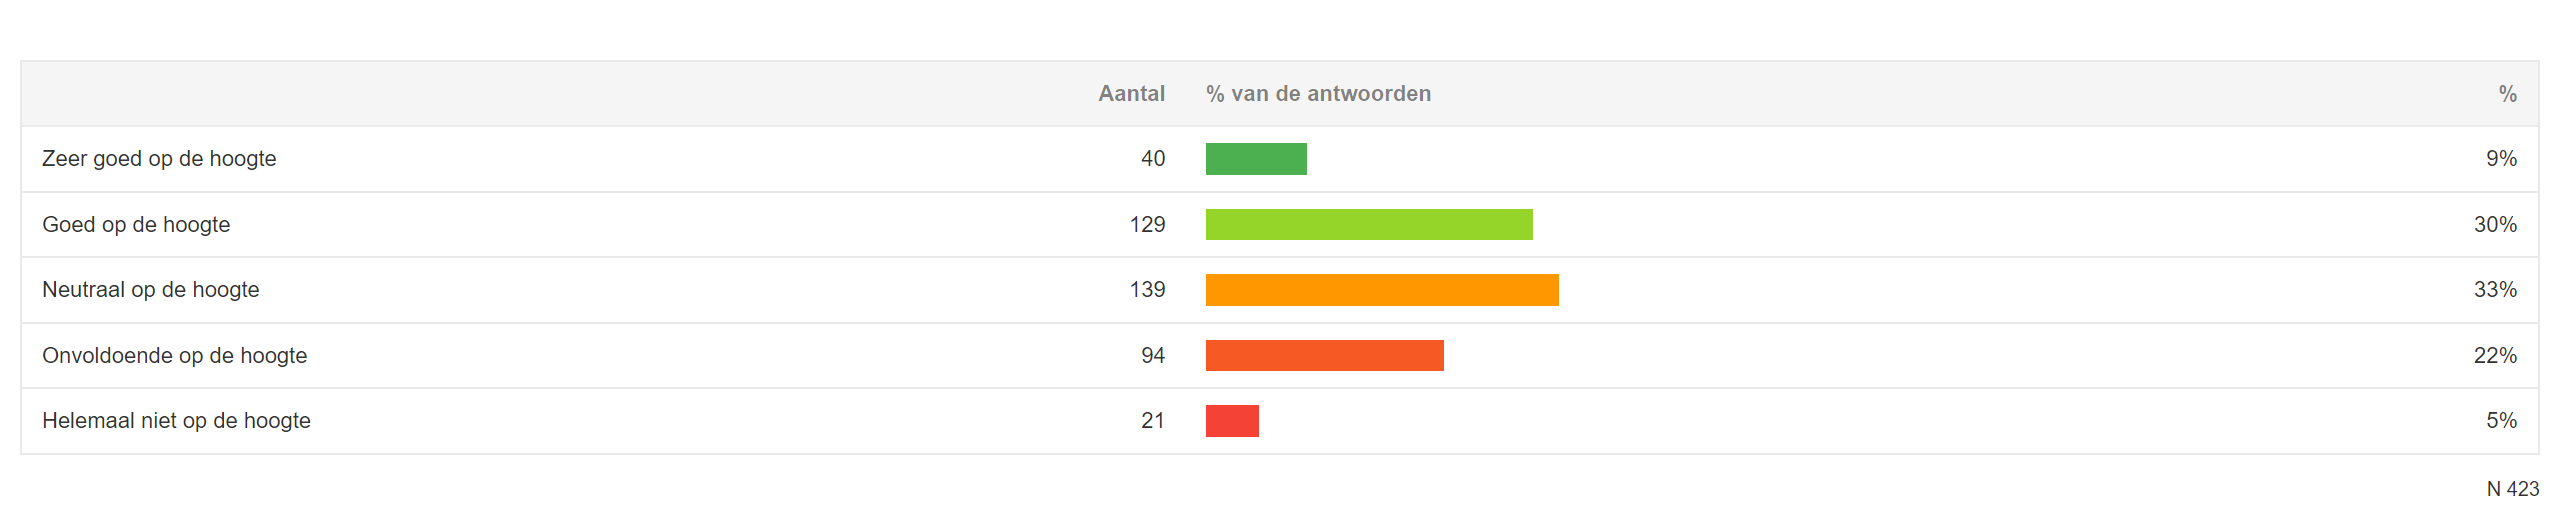 Aantal % van de antwoorden %
Zeer goed op de hoogte 40 9%
Goed op de hoogte 129 30%
Neutraal op de hoogte 139 33%
Onvoldoende op de hoogte 94 22%
Helemaal niet op de hoogte 21 5%
N 423